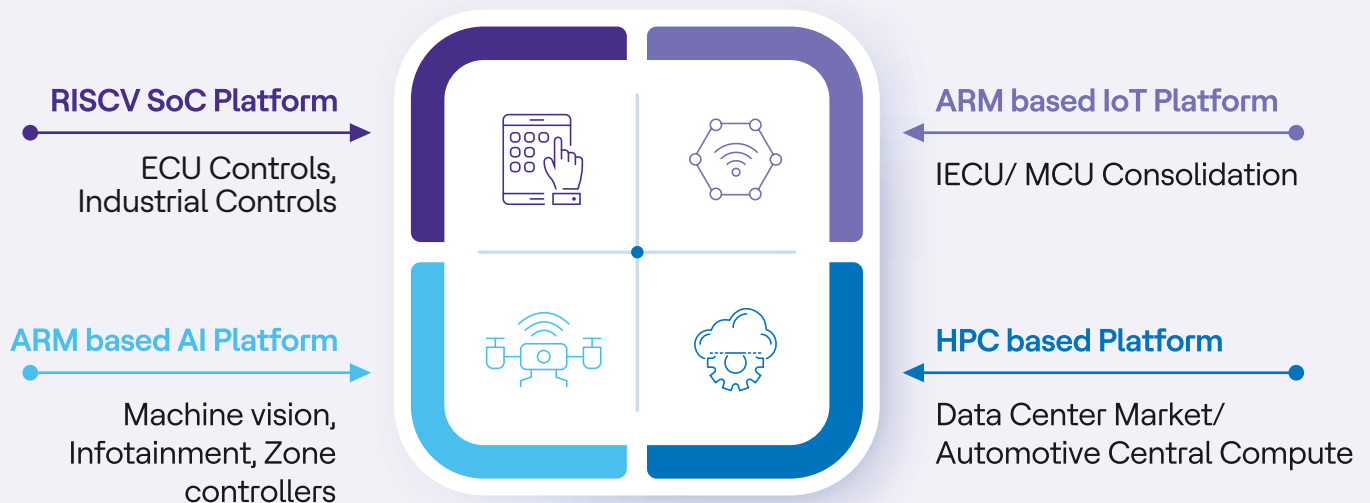 RISCV SoC Platform
ECU Controls,
Industrial Controls
ARM based IoT Platform
IECU/ MCU Consolidation
ARM based AI Platform
Machine vision,
Infotainment, Zone
controllers
HPC based Platform
Data Center Market/
Automotive Central Compute